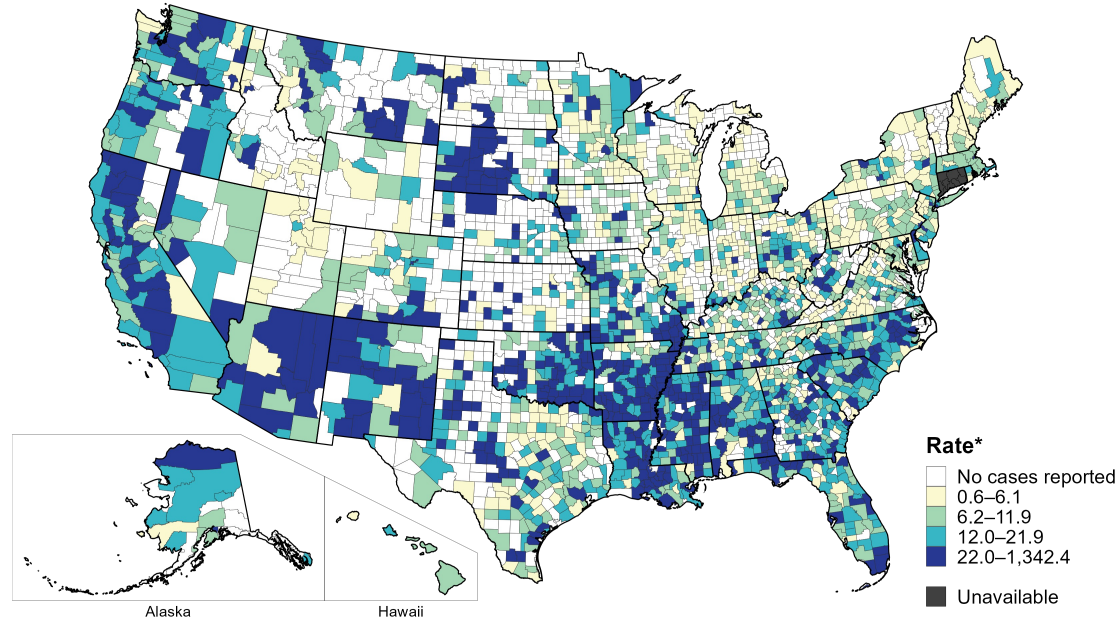 Rate*
No cases reported
0.6–6.1
6.2–11.9
12.0–21.9
22.0–1,342.4
Unavailable
Alaska
Hawaii